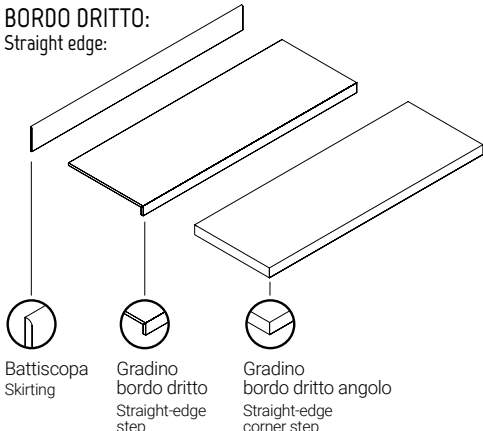 BORDO DRITTO:
Straight edge:
Battiscopa
Skirting
Gradino
bordo dritto
Straight-edge
step
Gradino
bordo dritto angolo
Straight-edge
corner step